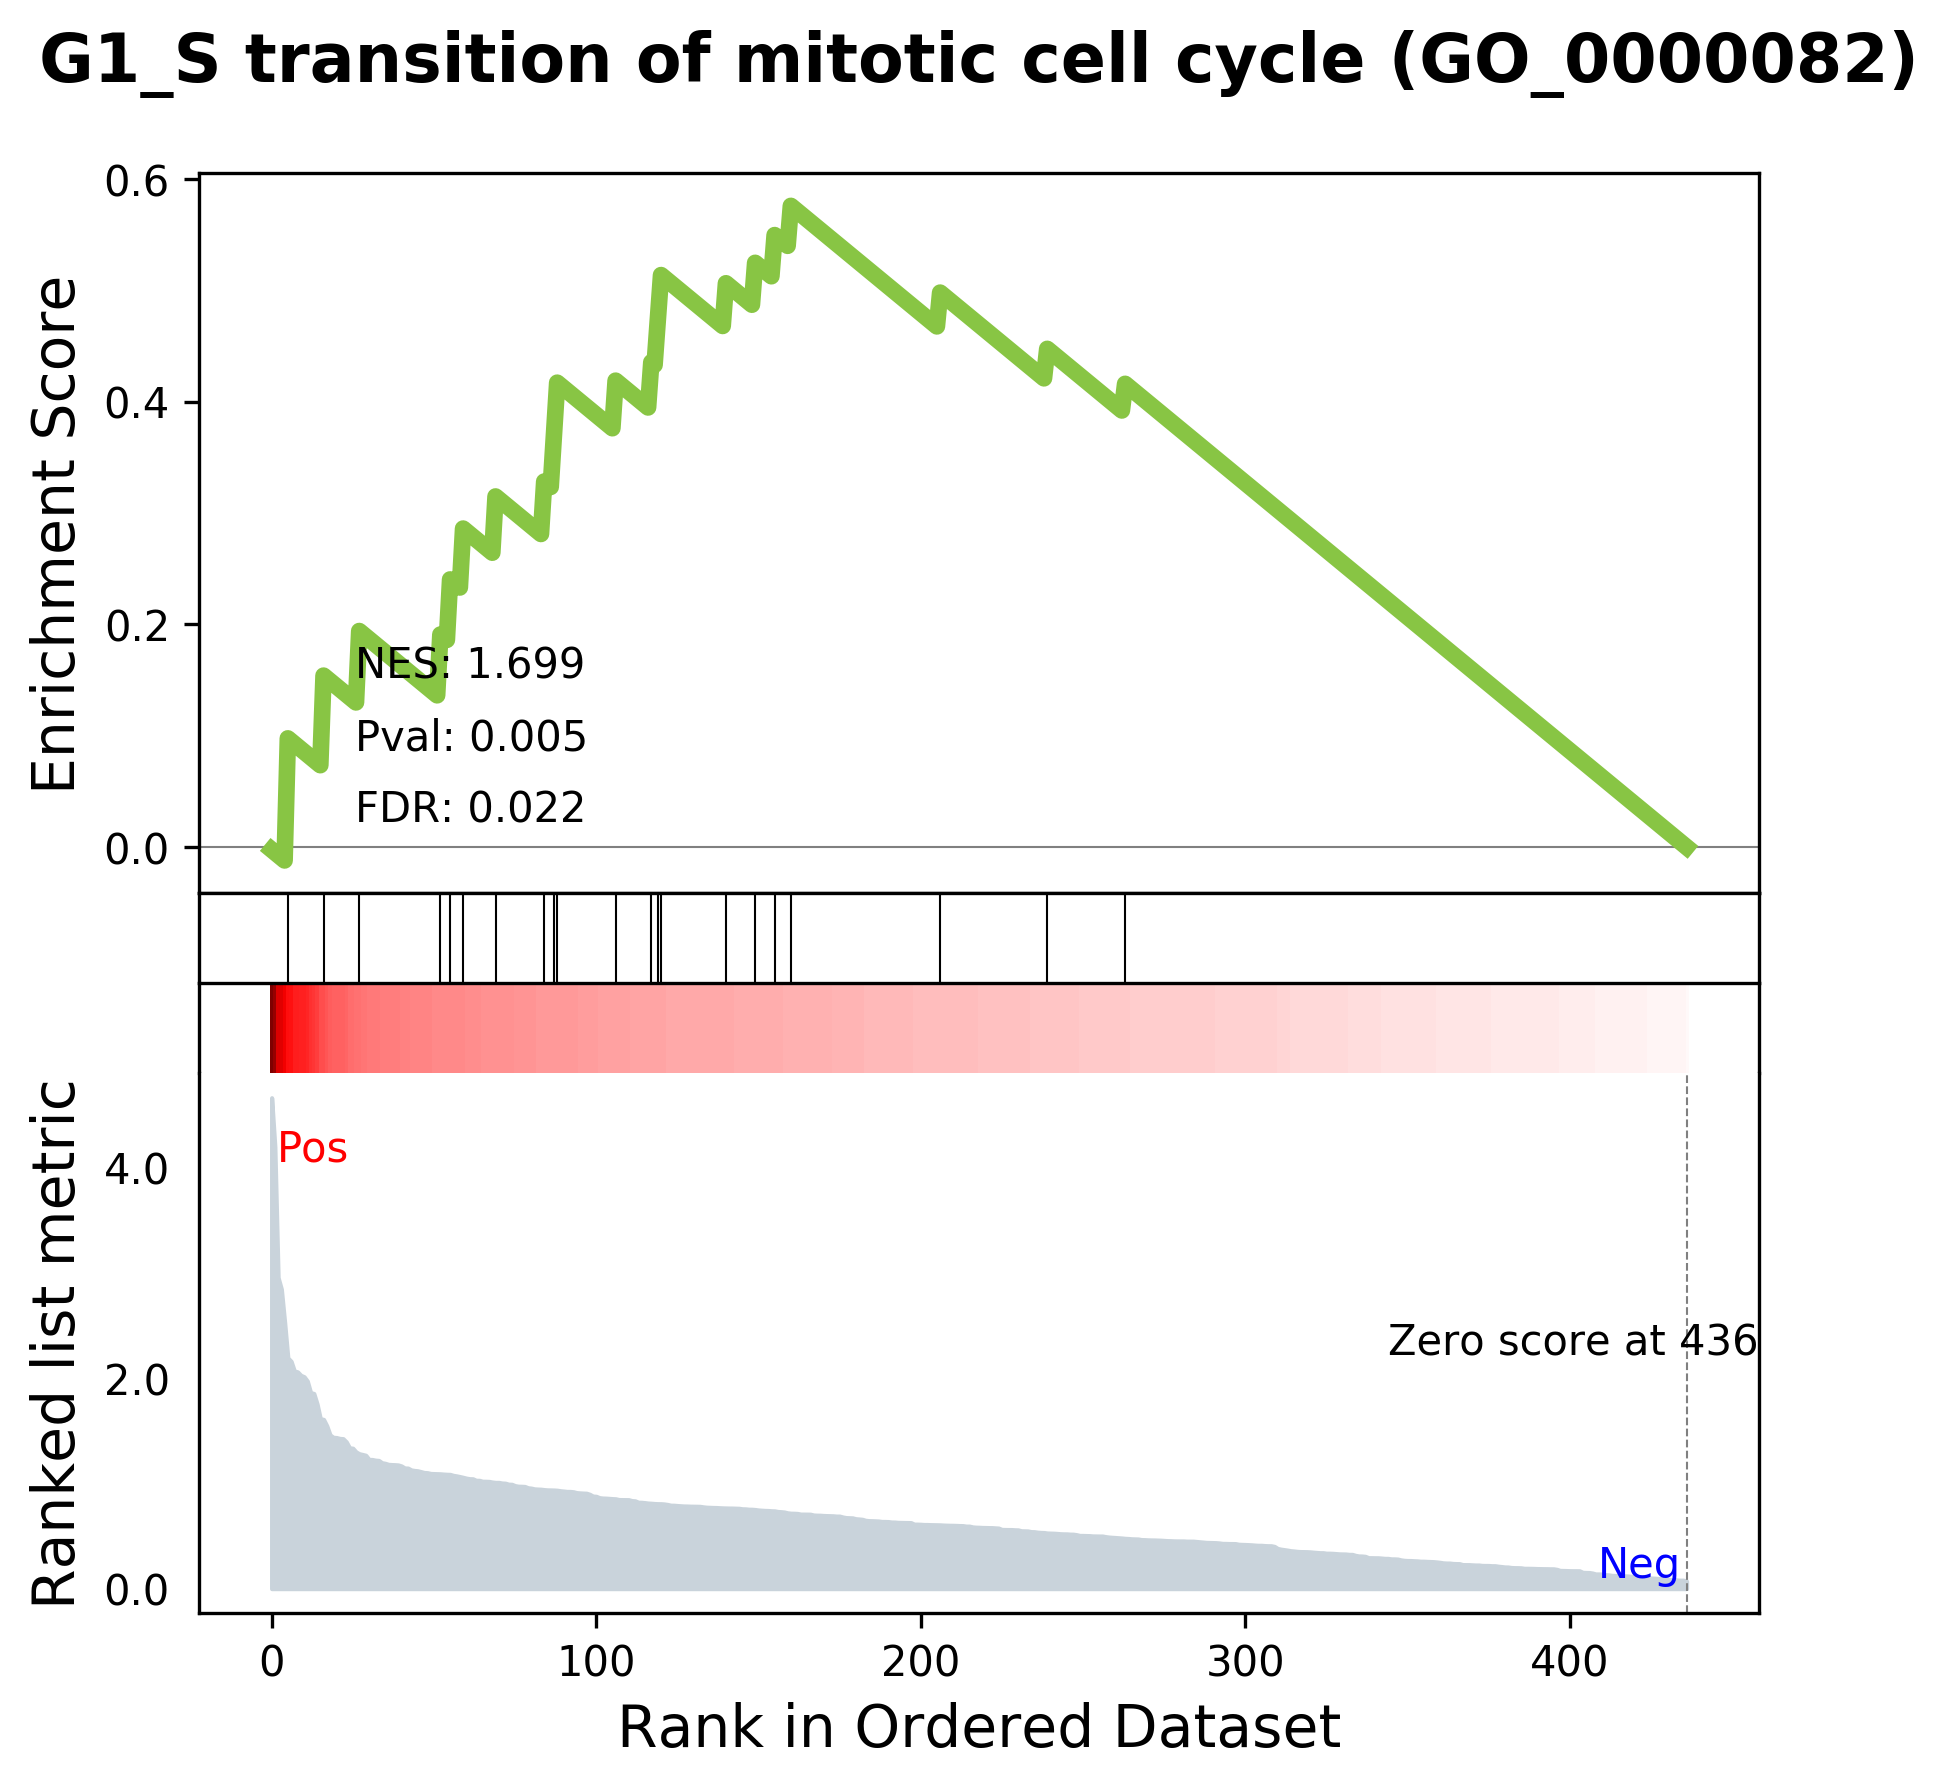 G1_S transition of mitotic cell cycle (GO_0000082)
Enrichment Score
0.6
0.4
0.2
0.0
NES: 1.699
Pval: 0.005
FDR: 0.022
Ranked list metric
4.0
2.0
0.0
Pos
Zero score at 436
Neg
0
100
200
300
400
Rank in Ordered Dataset